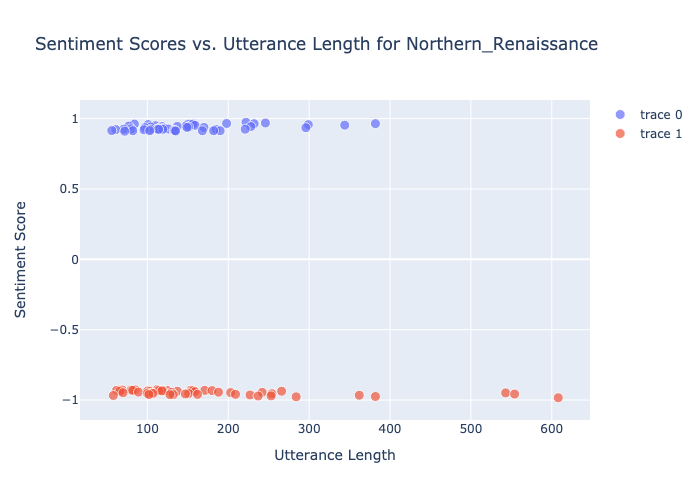 Sentiment Scores vs. Utterance Length for Northern_Renaissance
trace 0
trace 1
1
0.5
0
−0.5
−1
Sentiment Score
100 200 300 400 500 600
Utterance Length